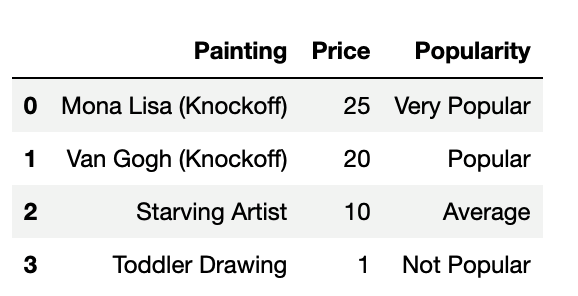 Painting Price Popularity
0 Mona Lisa (Knockoff) 25 Very Popular
1 Van Gogh (Knockoff) 20 Popular
2 Starving Artist 10 Average
3 Toddler Drawing 1 Not Popular